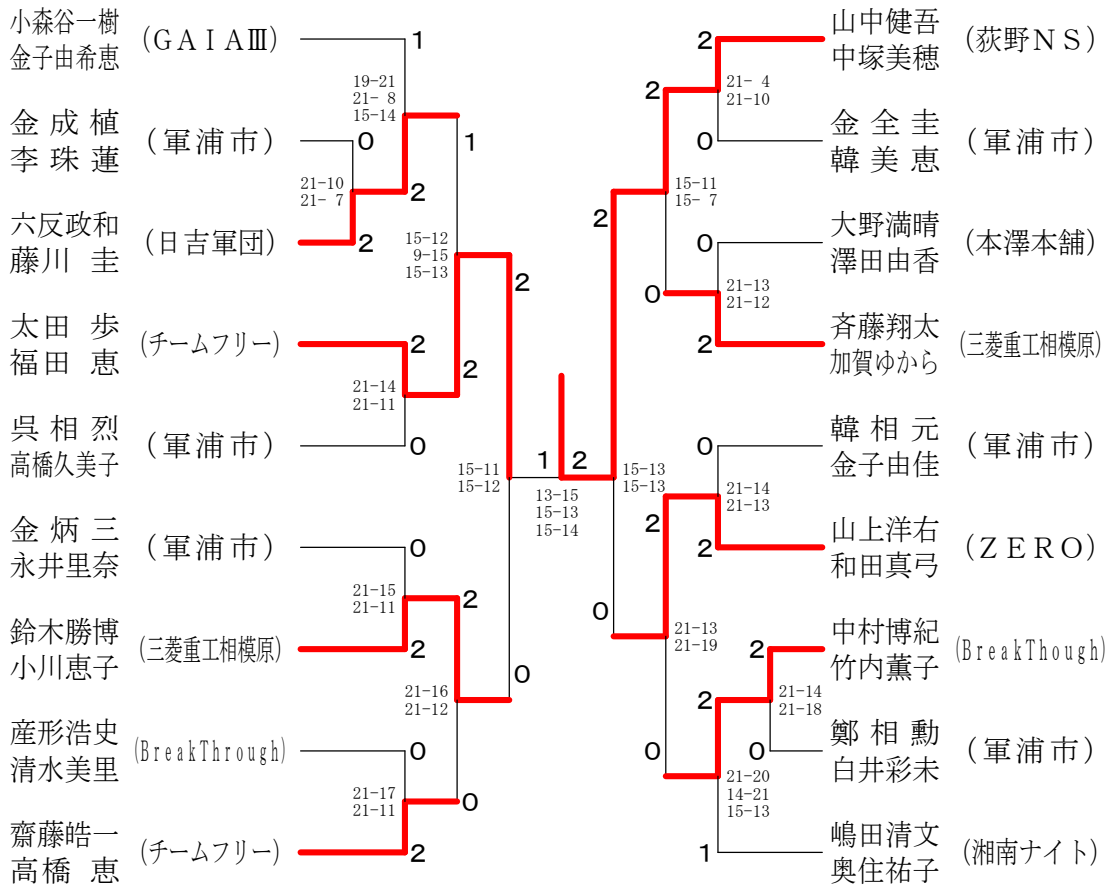 小森谷一樹
金子由希恵
(GAIAⅢ)
1
19-21
21- 8
15-14
金成植
李珠蓮
(軍浦市)
0
1
21-10
21- 7
2
六反政和
藤川 圭
(日吉軍団)
2
15-12
9-15
15-13
2
太田 歩
福田 恵
(チームフリー)
2
2
21-14
21-11
呉相烈
高橋久美子
(軍浦市)
0
15-11
15-12
1
金炳三
永井里奈
(軍浦市)
0
21-15
21-11
2
鈴木勝博
小川恵子
(三菱重工相模原)
2
0
21-16
21-12
産形浩史
清水美里
(BreakThrough)
0
21-17
21-11
0
齋藤皓一
高橋 恵
(チームフリー)
2
2
13-15
15-13
15-14
2
山中健吾
中塚美穂
(荻野NS)
2
21- 4
21-10
0
金全圭
韓美恵
(軍浦市)
15-11
15- 7
2
0
大野満晴
澤田由香
(本澤本舗)
21-13
21-12
0
2
斉藤翔太
加賀ゆから
(三菱重工相模原)
0
韓相元
金子由佳
(軍浦市)
15-13
15-13
21-14
21-13
2
2
山上洋右
和田真弓
(ZERO)
0
21-13
21-19
2
中村博紀
竹内薫子
(BreakThough)
2
21-14
21-18
0
0
鄭相勲
白井彩未
(軍浦市)
21-20
14-21
15-13
1
嶋田清文
奥住祐子
(湘南ナイト)